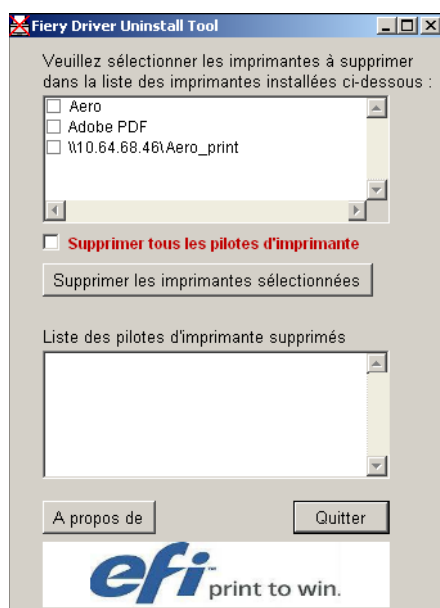 Fiery Driver Uninstall Tool
Veuillez sélectionner les imprimantes à supprimer
dans la liste des imprimantes installées ci-dessous :
Aero
Adobe PDF
\\10.64.68.46\Aero_print
Supprimer tous les pilotes d'imprimante
Supprimer les imprimantes sélectionnées
Liste des pilotes d'imprimante supprimés
A propos de
Quitter
efi™ print to win.